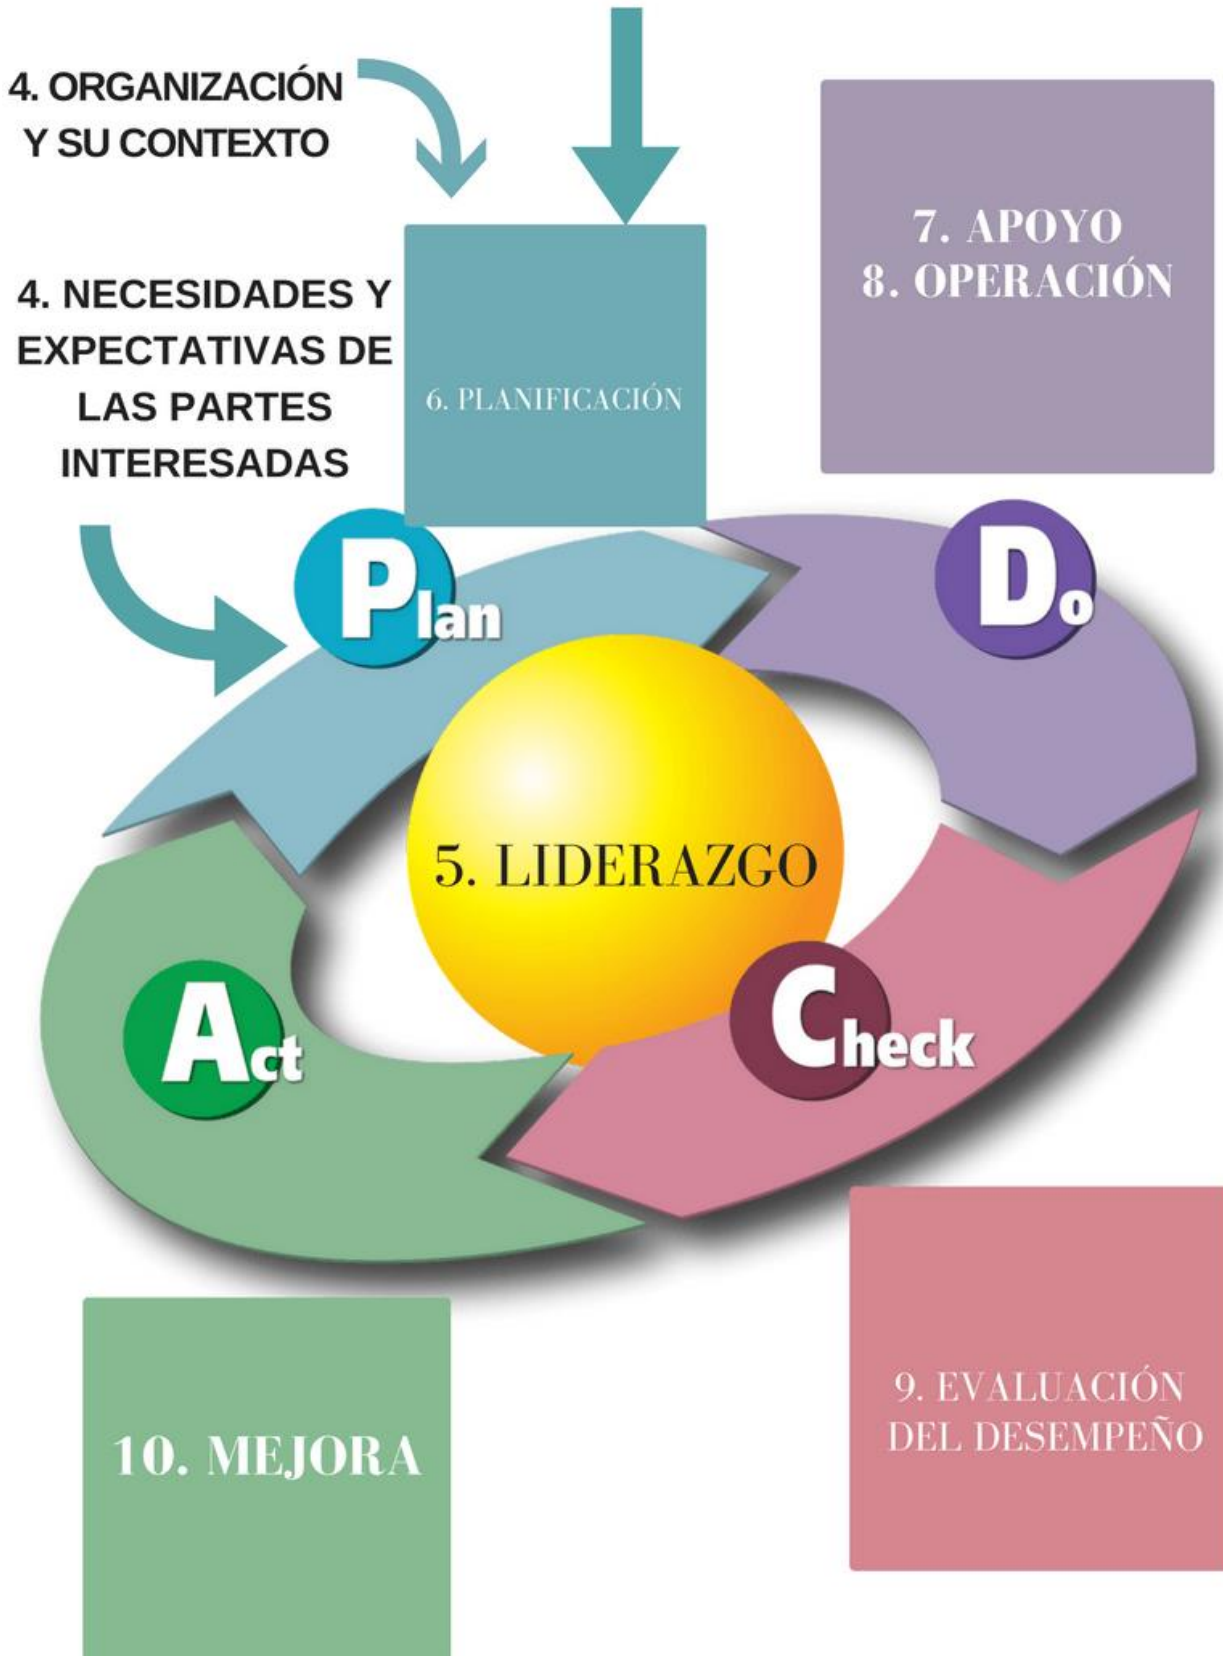 4. ORGANIZACIÓN
Y SU CONTEXTO
7. APOYO
8. OPERACIÓN
4. NECESIDADES Y
EXPECTATIVAS DE
LAS PARTES
INTERESADAS
6. PLANIFICACIÓN
Plan
Do
5. LIDERAZGO
Act
Check
9. EVALUACIÓN
DEL DESEMPEÑO
10. MEJORA